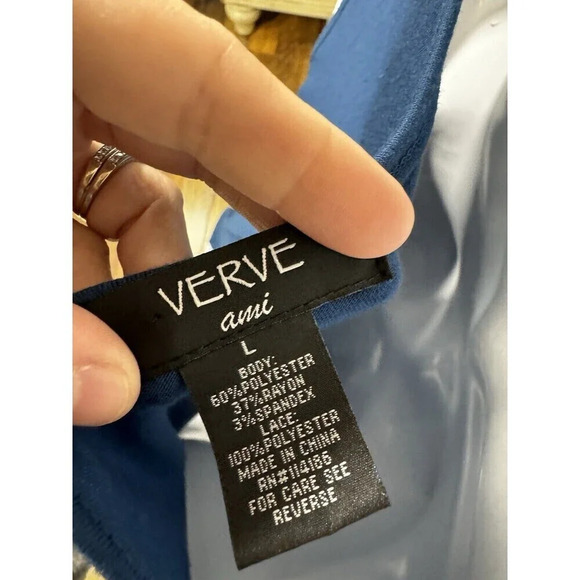 VERVE
ami
L
BODY:
60%POLYESTER
37%RAYON
3%SPANDEX
LACE:
100%POLYESTER
MADE IN CHINA
RN#114186
FOR CARE SEE
REVERSE